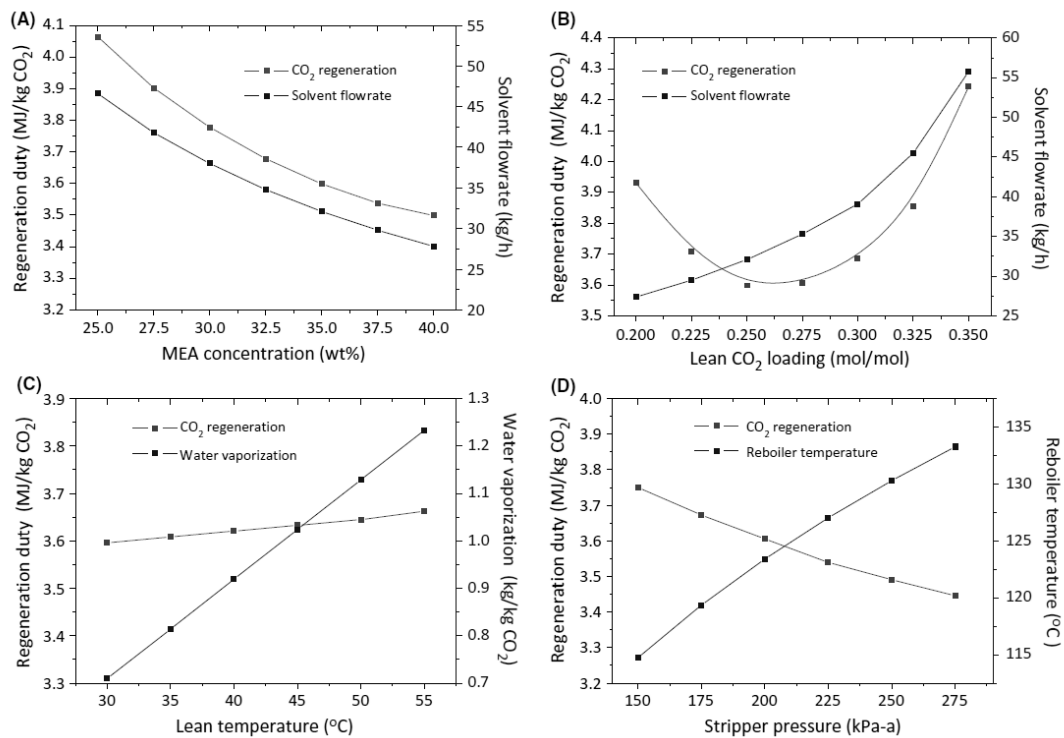 (A)
Regeneration duty (MJ/kg CO₂)
4.1
4.0
3.9
3.8
3.7
3.6
3.5
3.4
3.3
3.2
CO₂ regeneration
Solvent flowrate
55
50
45
40
35
30
25
20
Solvent flowrate (kg/h)
25.0 27.5 30.0 32.5 35.0 37.5 40.0
MEA concentration (wt%)
(B)
Regeneration duty (MJ/kg CO₂)
4.4
4.3
4.2
4.1
4.0
3.9
3.8
3.7
3.6
3.5
CO₂ regeneration
Solvent flowrate
60
55
50
45
40
35
30
25
Solvent flowrate (kg/h)
0.200 0.225 0.250 0.275 0.300 0.325 0.350
Lean CO₂ loading (mol/mol)
(C)
Regeneration duty (MJ/kg CO₂)
3.9
3.8
3.7
3.6
3.5
3.4
3.3
CO₂ regeneration
Water vaporization
1.3
1.2
1.1
1.0
0.9
0.8
0.7
Water vaporization (kg/kg CO₂)
30 35 40 45 50 55
Lean temperature (°C)
(D)
Regeneration duty (MJ/kg CO₂)
4.0
3.9
3.8
3.7
3.6
3.5
3.4
3.3
3.2
CO₂ regeneration
Reboiler temperature
135
130
125
120
115
Reboiler temperature (°C)
150 175 200 225 250 275
Stripper pressure (kPa-a)